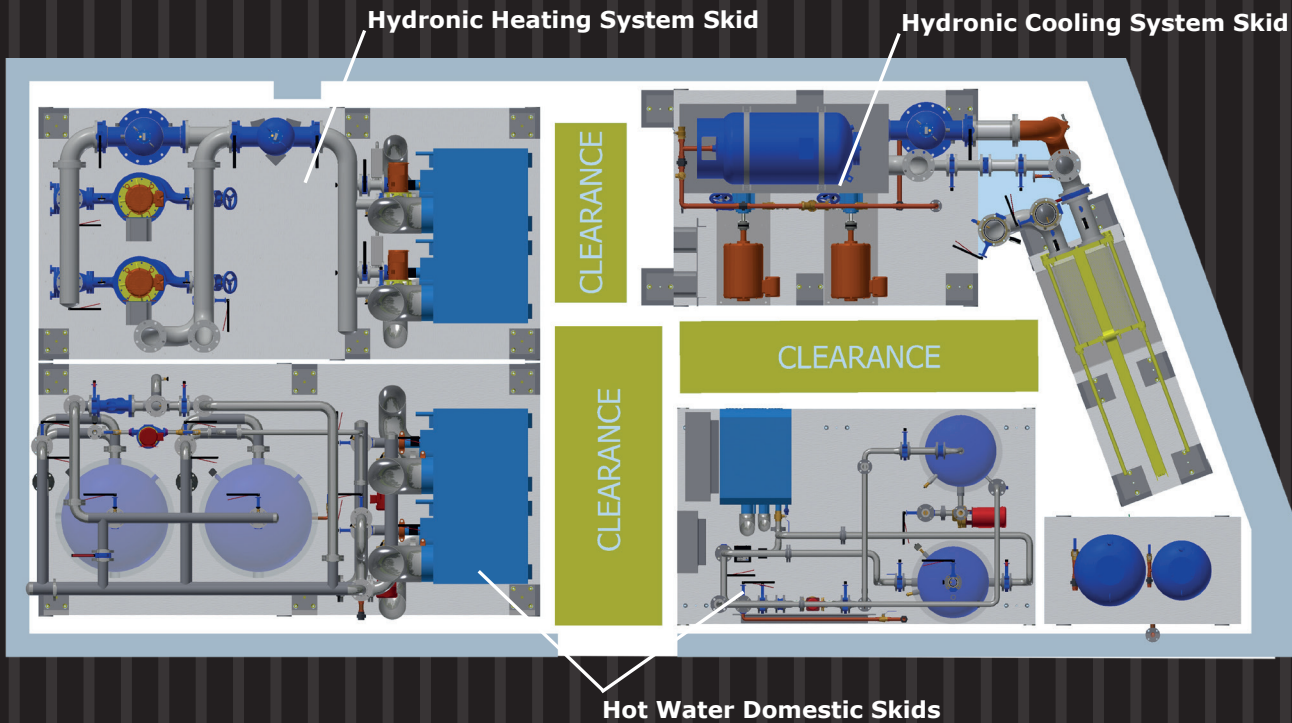 Hydronic Heating System Skid
Hydronic Cooling System Skid
CLEARANCE
CLEARANCE
CLEARANCE
Hot Water Domestic Skids